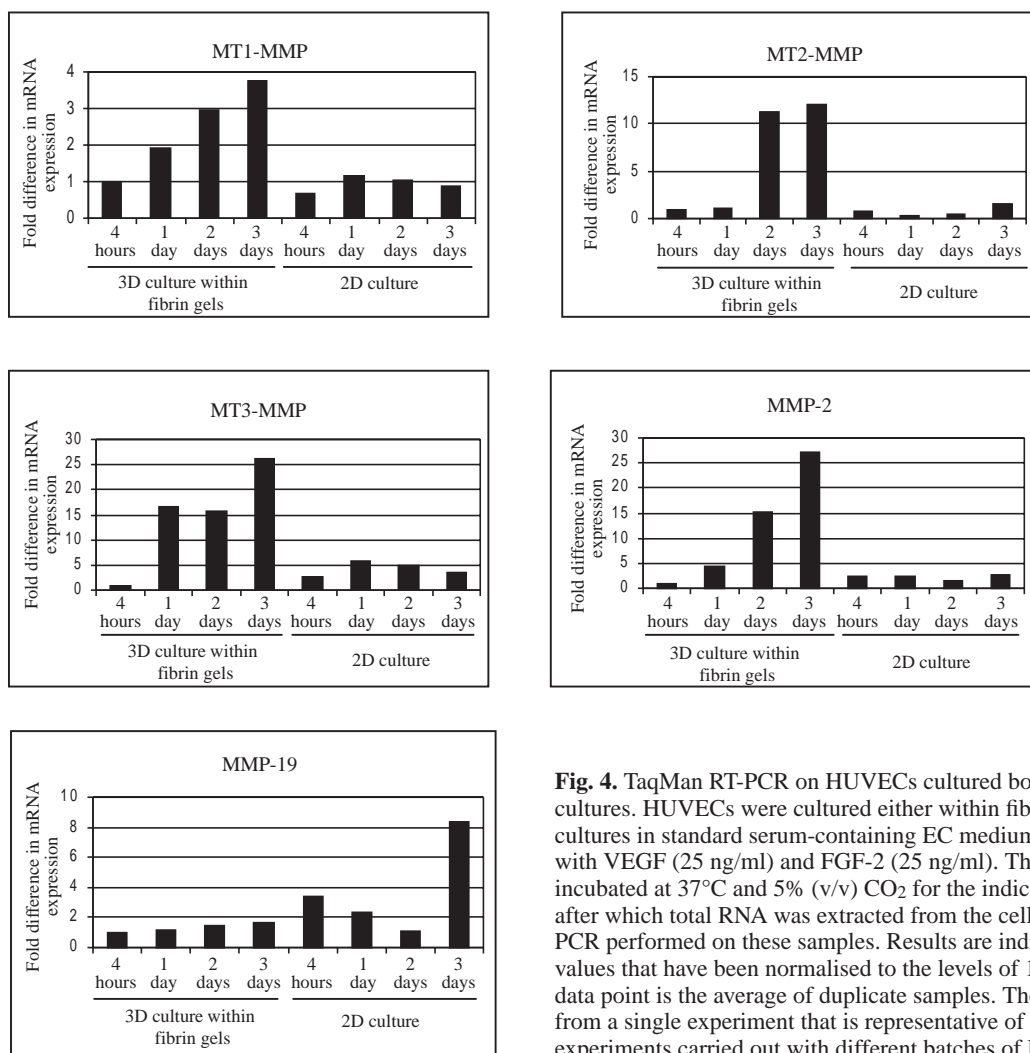 MT1-MMP
Fold difference in mRNA
expression
4
3
2
1
0
4 1 2 3 4 1 2 3
hours day days days hours day days days
3D culture within
fibrin gels
2D culture
MT2-MMP
Fold difference in mRNA
expression
15
10
5
0
4 1 2 3 4 1 2 3
hours day days days hours day days days
3D culture within
fibrin gels
2D culture
MT3-MMP
Fold difference in mRNA
expression
30
25
20
15
10
5
0
4 1 2 3 4 1 2 3
hours day days days hours day days days
3D culture within
fibrin gels
2D culture
MMP-2
Fold difference in mRNA
expression
30
25
20
15
10
5
0
4 1 2 3 4 1 2 3
hours day days days hours day days days
3D culture within
fibrin gels
2D culture
MMP-19
Fold difference in mRNA
expression
10
8
6
4
2
0
4 1 2 3 4 1 2 3
hours day days days hours day days days
3D culture within
fibrin gels
2D culture
Fig. 4. TaqMan RT-PCR on HUVECs cultured bo
cultures. HUVECs were cultured either within fib
cultures in standard serum-containing EC medium
with VEGF (25 ng/ml) and FGF-2 (25 ng/ml). Th
incubated at 37°C and 5% (v/v) CO2 for the indic
after which total RNA was extracted from the cell
PCR performed on these samples. Results are indi
values that have been normalised to the levels of 1
data point is the average of duplicate samples. The
from a single experiment that is representative of
experiments carried out with different batches of